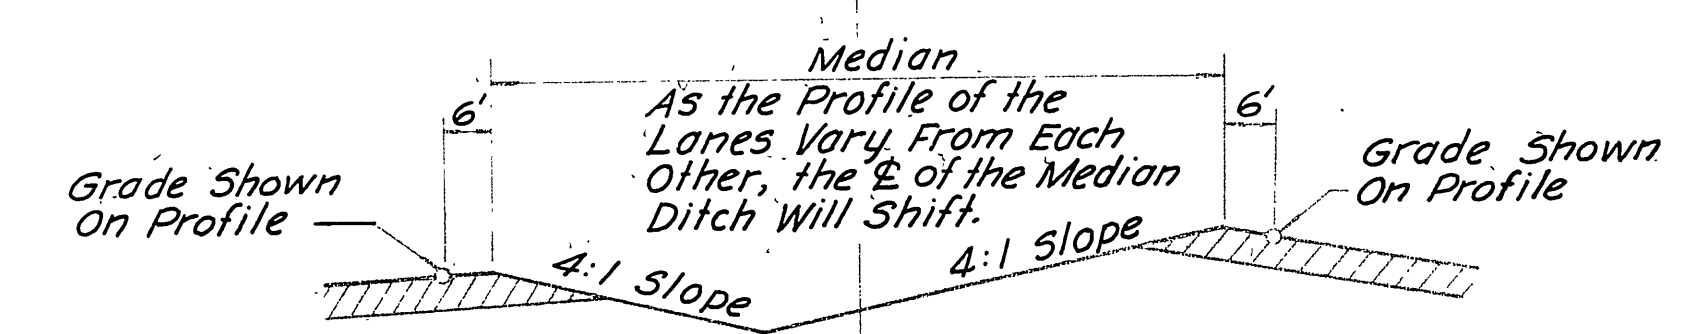 Median
6'
6'
As the Profile of the
Lanes Vary From Each
Other, the ℄ of the Median
Ditch Will Shift.
Grade Shown
On Profile
Grade Shown
On Profile
4:1 Slope
4:1 Slope